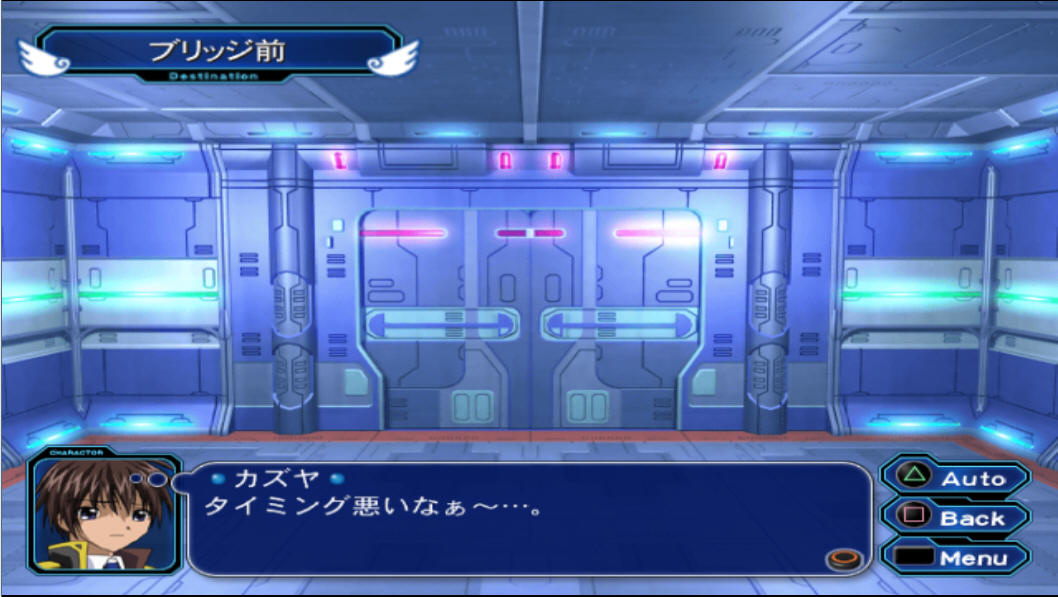 ブリッジ前
Destination
CHARACTOR
カズヤ
タイミング悪いなぁ～…。
Auto
Back
Menu